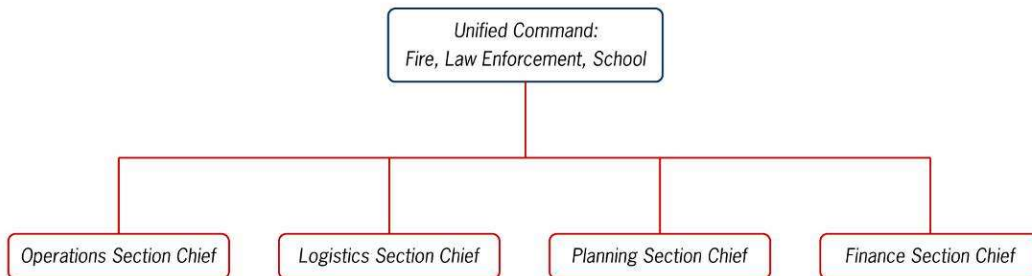 Unified Command:
Fire, Law Enforcement, School
Operations Section Chief
Logistics Section Chief
Planning Section Chief
Finance Section Chief